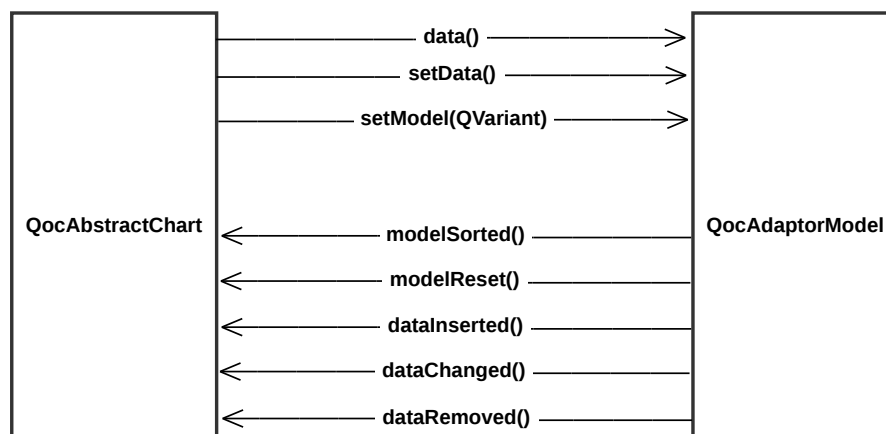 data()
setData()
setModel(QVariant)
QocAbstractChart
QocAdaptorModel
modelSorted()
modelReset()
dataInserted()
dataChanged()
dataRemoved()